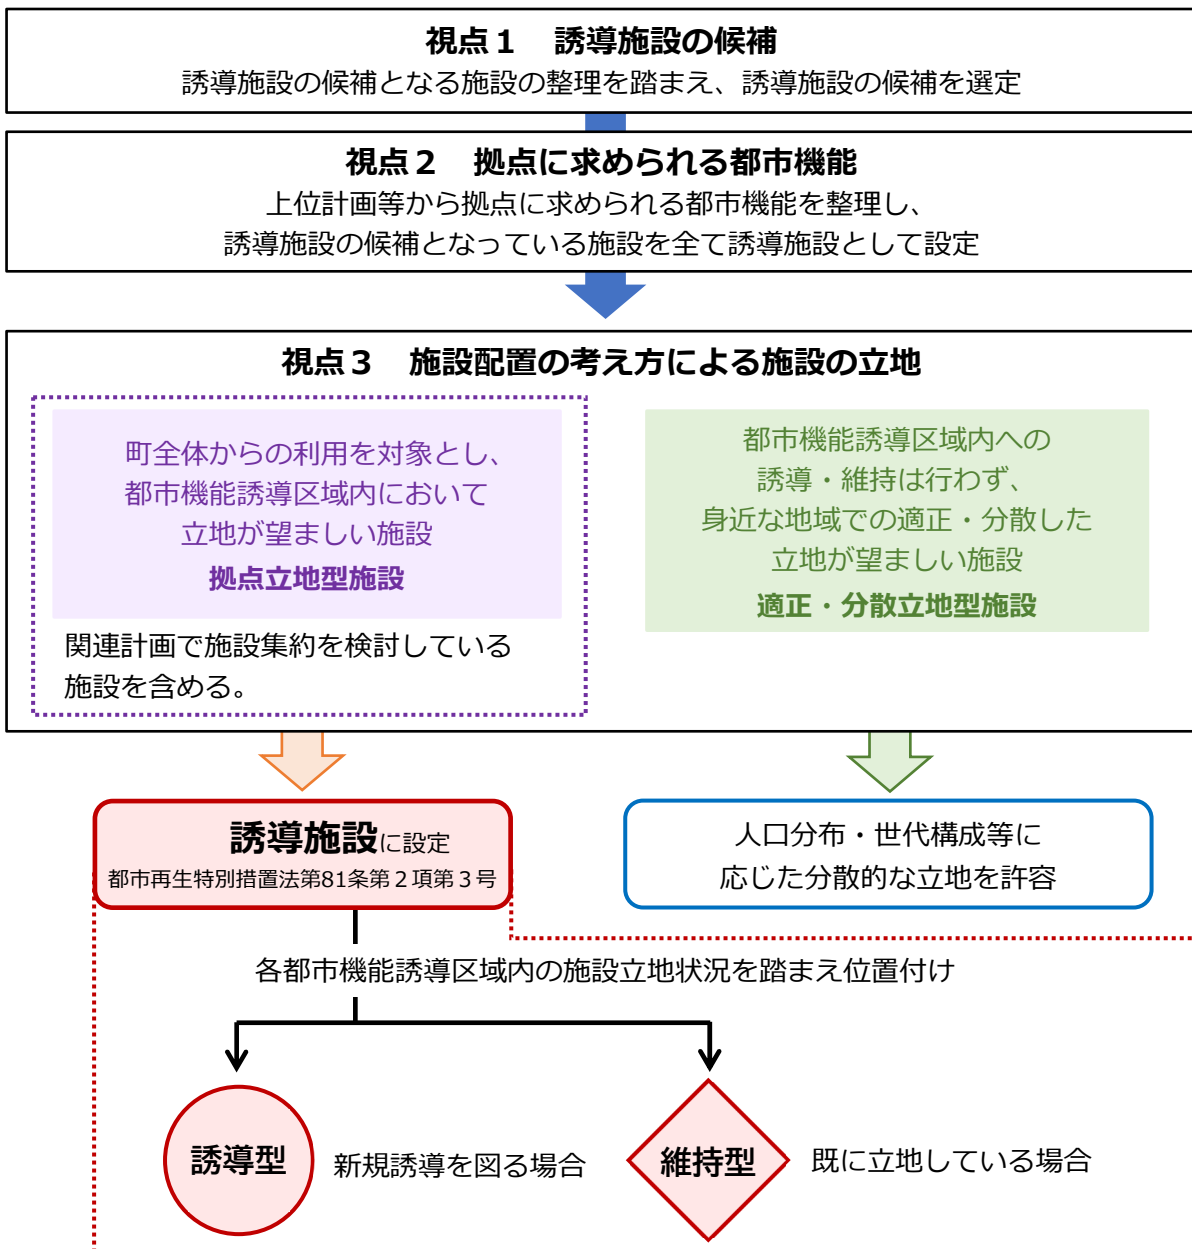 視点１　誘導施設の候補
誘導施設の候補となる施設の整理を踏まえ、誘導施設の候補を選定
視点２　拠点に求められる都市機能
上位計画等から拠点に求められる都市機能を整理し、
誘導施設の候補となっている施設を全て誘導施設として設定
視点３　施設配置の考え方による施設の立地
町全体からの利用を対象とし、
都市機能誘導区域内において
立地が望ましい施設
拠点立地型施設
関連計画で施設集約を検討している
施設を含める。
都市機能誘導区域内への
誘導・維持は行わず、
身近な地域での適正・分散した
立地が望ましい施設
適正・分散立地型施設
誘導施設に設定
都市再生特別措置法第81条第２項第３号
人口分布・世代構成等に
応じた分散的な立地を許容
各都市機能誘導区域内の施設立地状況を踏まえ位置付け
誘導型
新規誘導を図る場合
維持型
既に立地している場合